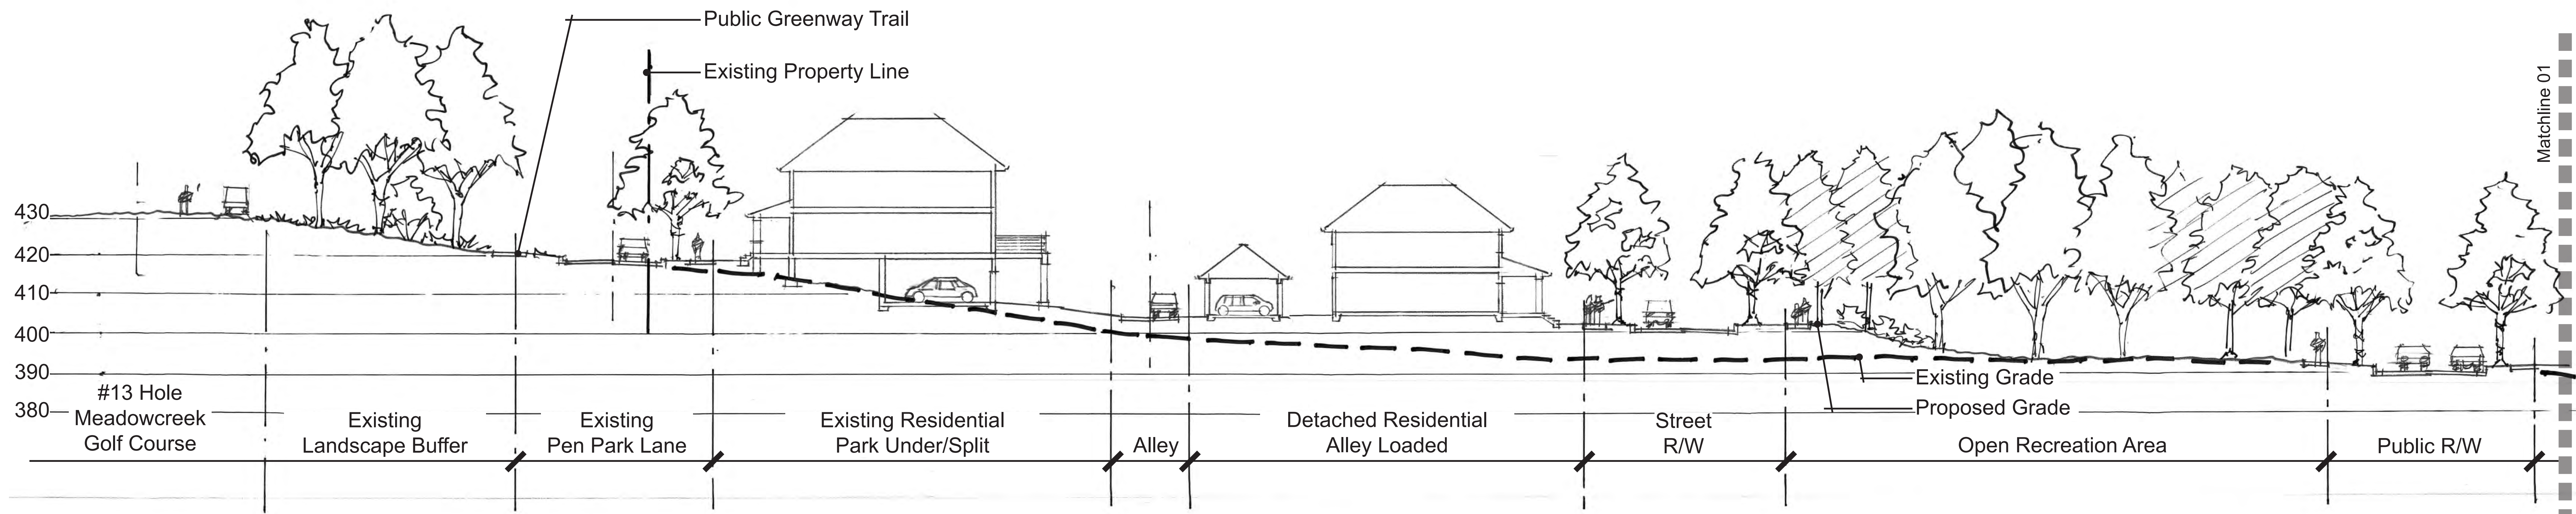 Public Greenway Trail
Existing Property Line
Matchline 01
430
420
410
400
390
380
Existing Grade
Proposed Grade
#13 Hole
Meadowcreek
Golf Course
Existing
Landscape Buffer
Existing
Pen Park Lane
Existing Residential
Park Under/Split
Alley
Detached Residential
Alley Loaded
Street
R/W
Open Recreation Area
Public R/W